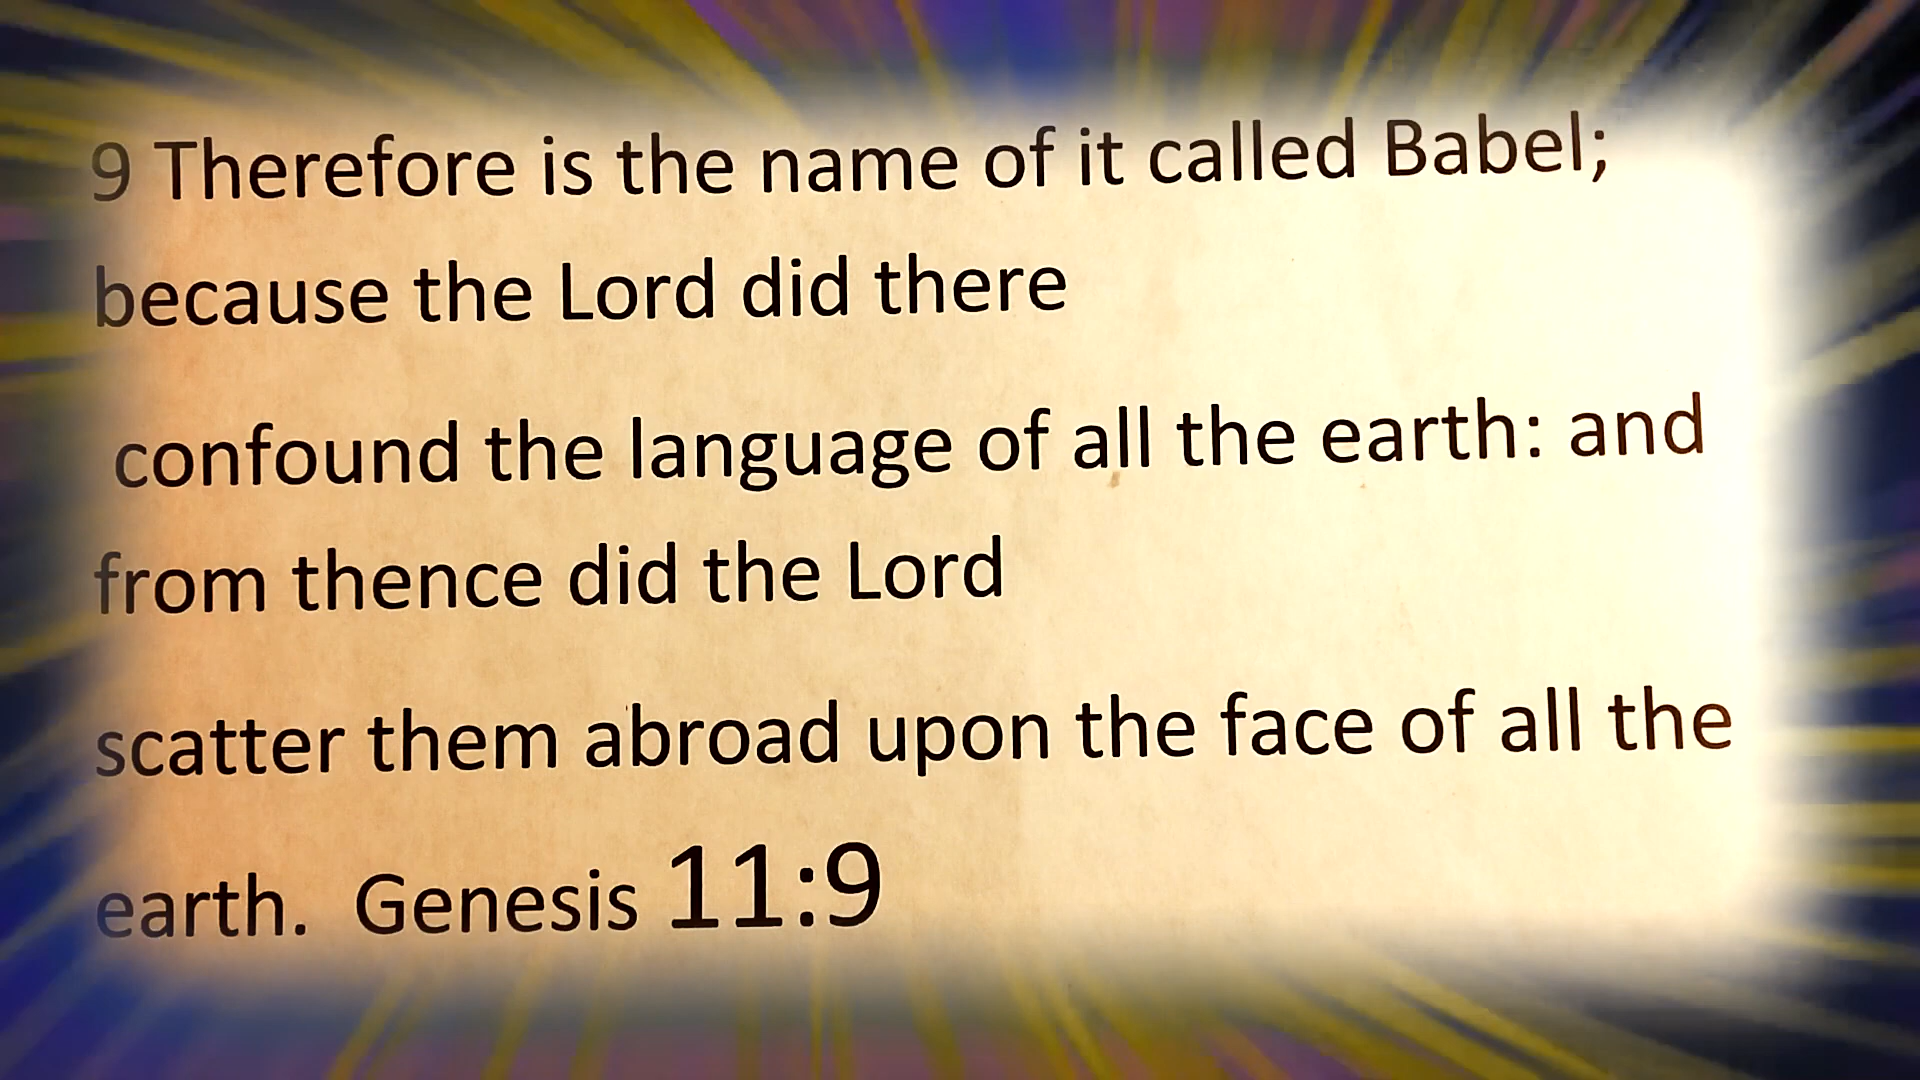 9 Therefore is the name of it called Babel;
because the Lord did there
confound the language of all the earth: and
from thence did the Lord
scatter them abroad upon the face of all the
earth. Genesis 11:9